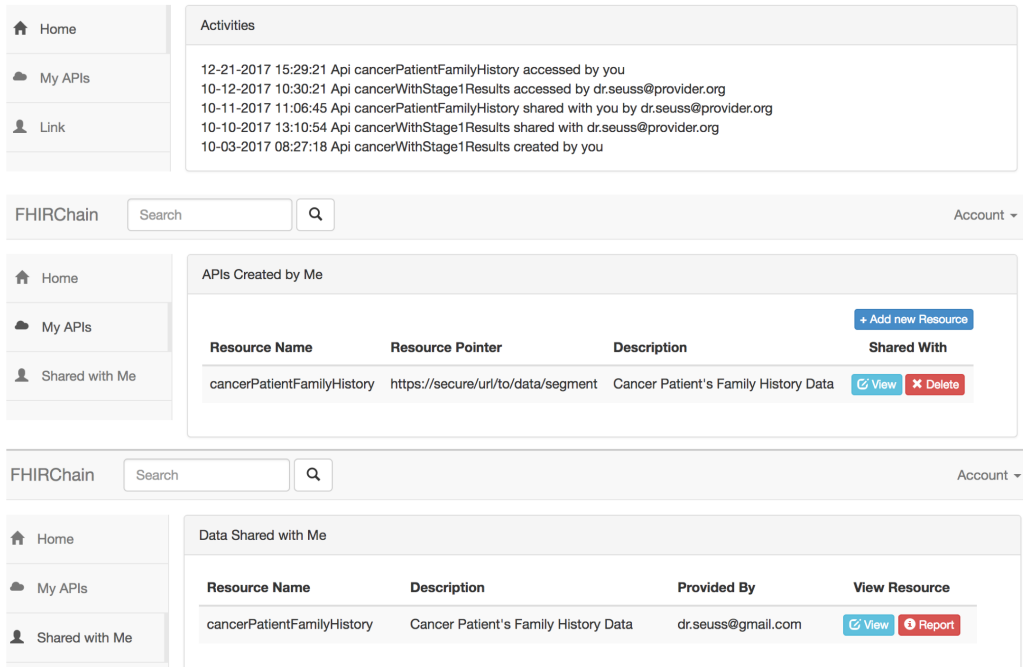 Home
My APIs
Link
Activities
12-21-2017 15:29:21 Api cancerPatientFamilyHistory accessed by you
10-12-2017 10:30:21 Api cancerWithStage1Results accessed by dr.seuss@provider.org
10-11-2017 11:06:45 Api cancerPatientFamilyHistory shared with you by dr.seuss@provider.org
10-10-2017 13:10:54 Api cancerWithStage1Results shared with dr.seuss@provider.org
10-03-2017 08:27:18 Api cancerWithStage1Results created by you
FHIRChain Search Account
Home
My APIs
Shared with Me
APIs Created by Me
+ Add new Resource
Resource Name Resource Pointer Description Shared With
cancerPatientFamilyHistory https://secure/url/to/data/segment Cancer Patient's Family History Data View Delete
FHIRChain Search Account
Home
My APIs
Shared with Me
Data Shared with Me
Resource Name Description Provided By View Resource
cancerPatientFamilyHistory Cancer Patient's Family History Data dr.seuss@gmail.com View Report